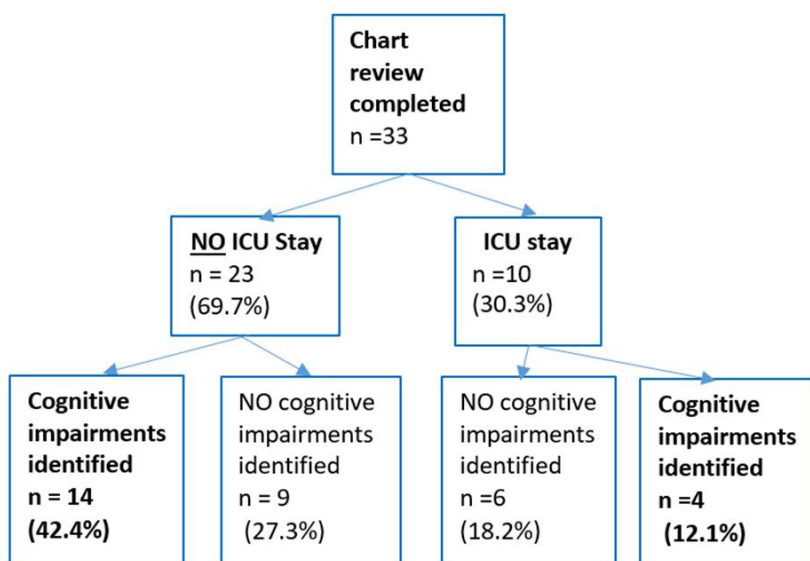 Chart
review
completed
n =33
NO ICU Stay
n = 23
(69.7%)
ICU stay
n =10
(30.3%)
Cognitive
impairments
identified
n = 14
(42.4%)
NO cognitive
impairments
identified
n = 9
(27.3%)
NO cognitive
impairments
identified
n =6
(18.2%)
Cognitive
impairments
identified
n =4
(12.1%)